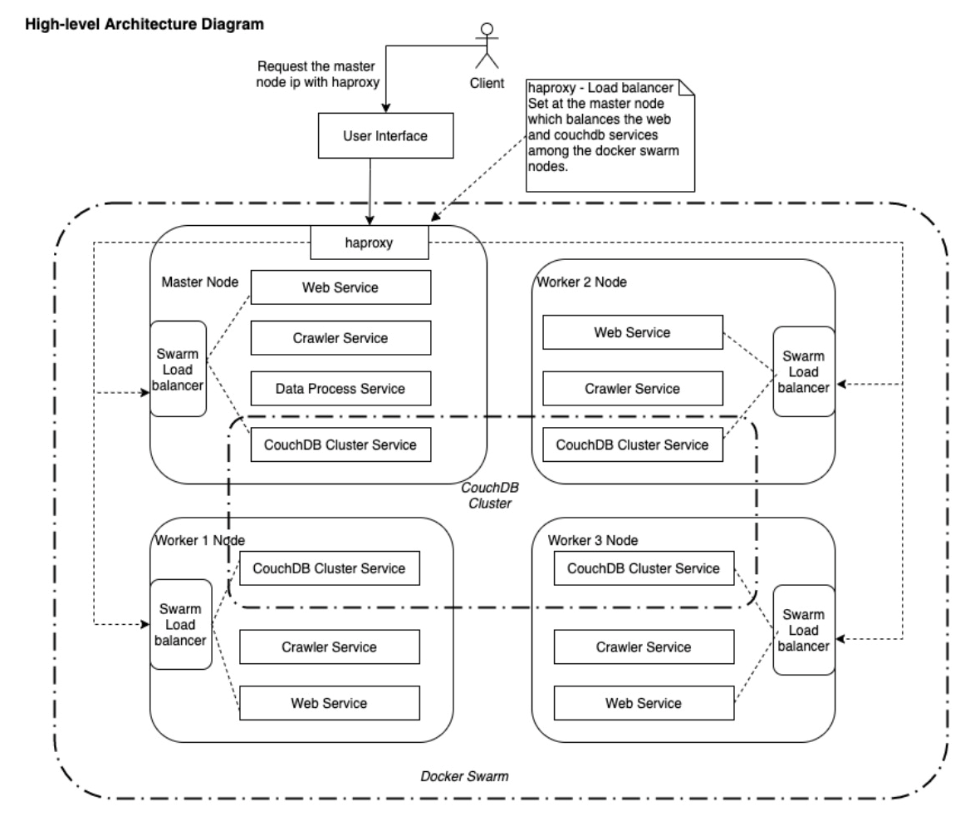 High-level Architecture Diagram
Request the master
node ip with haproxy
Client
haproxy - Load balancer
Set at the master node
which balances the web
and couchdb services
among the docker swarm
nodes.
User Interface
haproxy
Master Node
Web Service
Crawler Service
Data Process Service
CouchDB Cluster Service
Swarm
Load
balancer
Worker 2 Node
Web Service
Crawler Service
CouchDB Cluster Service
Swarm
Load
balancer
CouchDB
Cluster
Worker 1 Node
CouchDB Cluster Service
Crawler Service
Web Service
Swarm
Load
balancer
Worker 3 Node
CouchDB Cluster Service
Crawler Service
Web Service
Swarm
Load
balancer
Docker Swarm